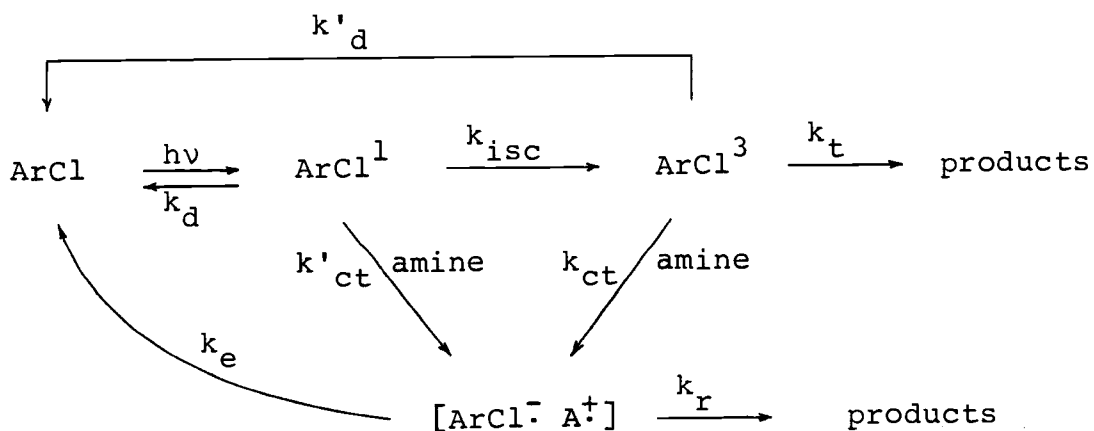 k'd
ArCl hν kd ArCl¹ kisc ArCl³ kt products
k'ct amine kct amine
ke
[ArCl⁻· A⁺·] kr products